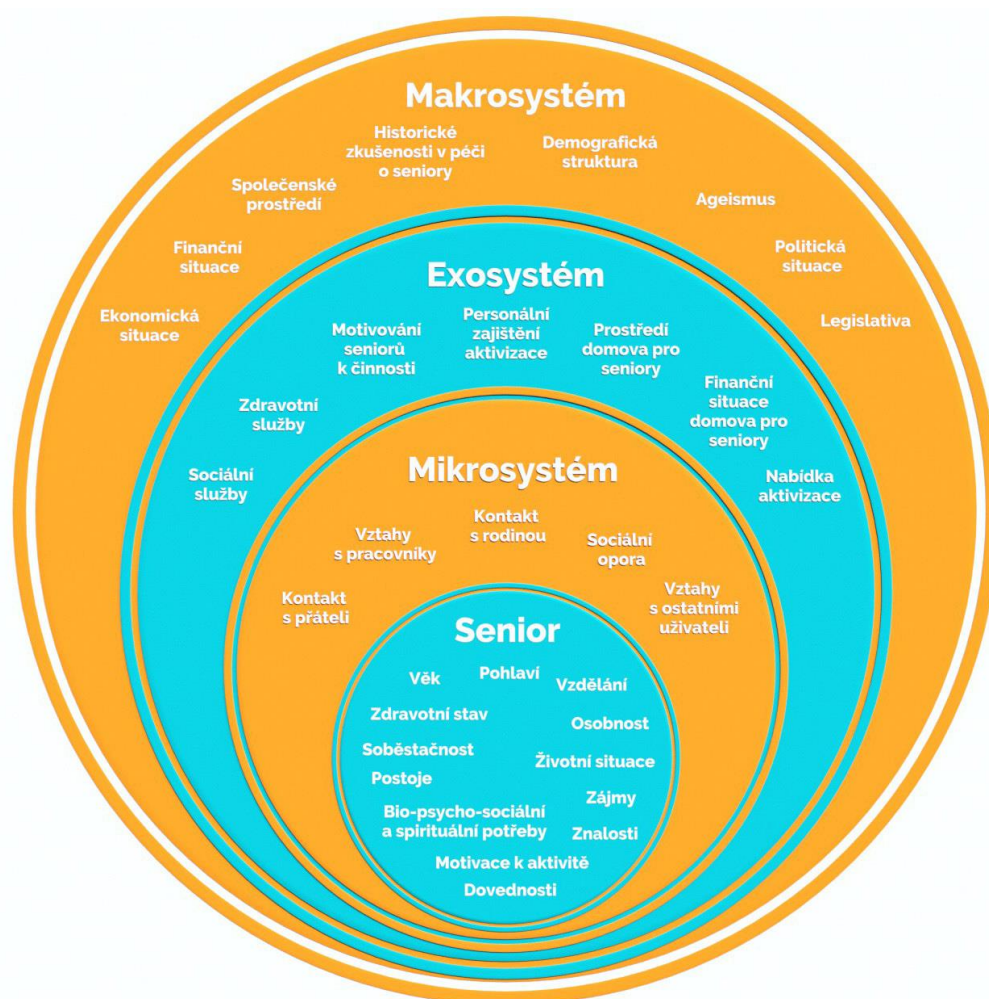 Makrosystém
Historické
zkušenosti v péči
o seniory
Demografická
struktura
Společenské
prostředí
Ageismus
Finanční
situace
Politická
situace
Ekonomická
situace
Legislativa
Exosystém
Motivování
seniorů
k činnosti
Personální
zajištění
aktivizace
Prostředí
domova pro
seniory
Zdravotní
služby
Finanční
situace
domova pro
seniory
Sociální
služby
Nabídka
aktivizace
Mikrosystém
Vztahy
s pracovníky
Kontakt
s rodinou
Sociální
opora
Kontakt
s přáteli
Vztahy
s ostatními
uživateli
Senior
Věk
Pohlaví
Vzdělání
Zdravotní stav
Osobnost
Soběstačnost
Životní situace
Postoje
Zájmy
Bio-psycho-sociální
a spirituální potřeby
Znalosti
Motivace k aktivitě
Dovednosti